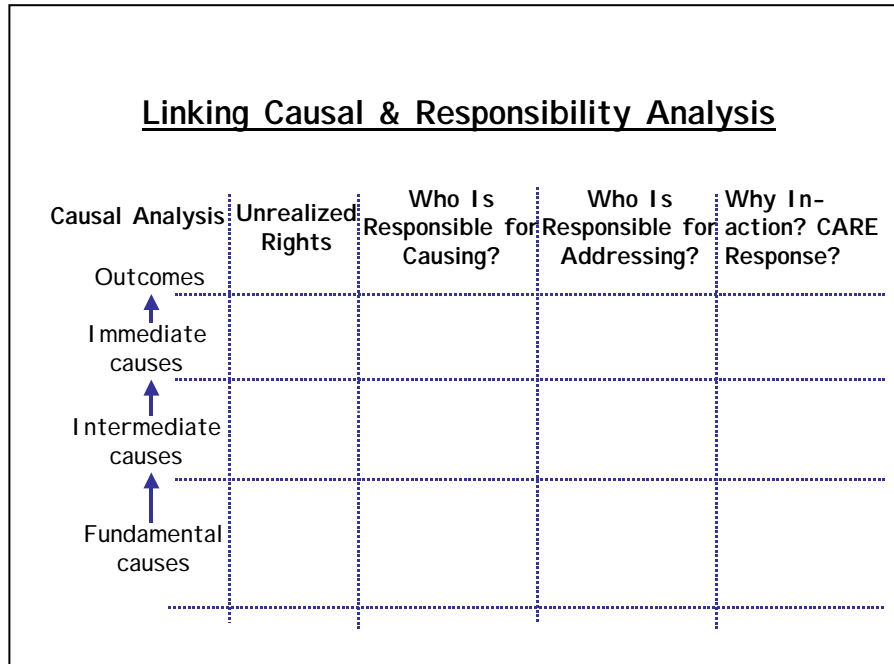 Linking Causal & Responsibility Analysis
Causal Analysis
Unrealized
Rights
Who Is
Responsible for
Causing?
Who Is
Responsible for
Addressing?
Why In-
action? CARE
Response?
Outcomes
Immediate
causes
Intermediate
causes
Fundamental
causes